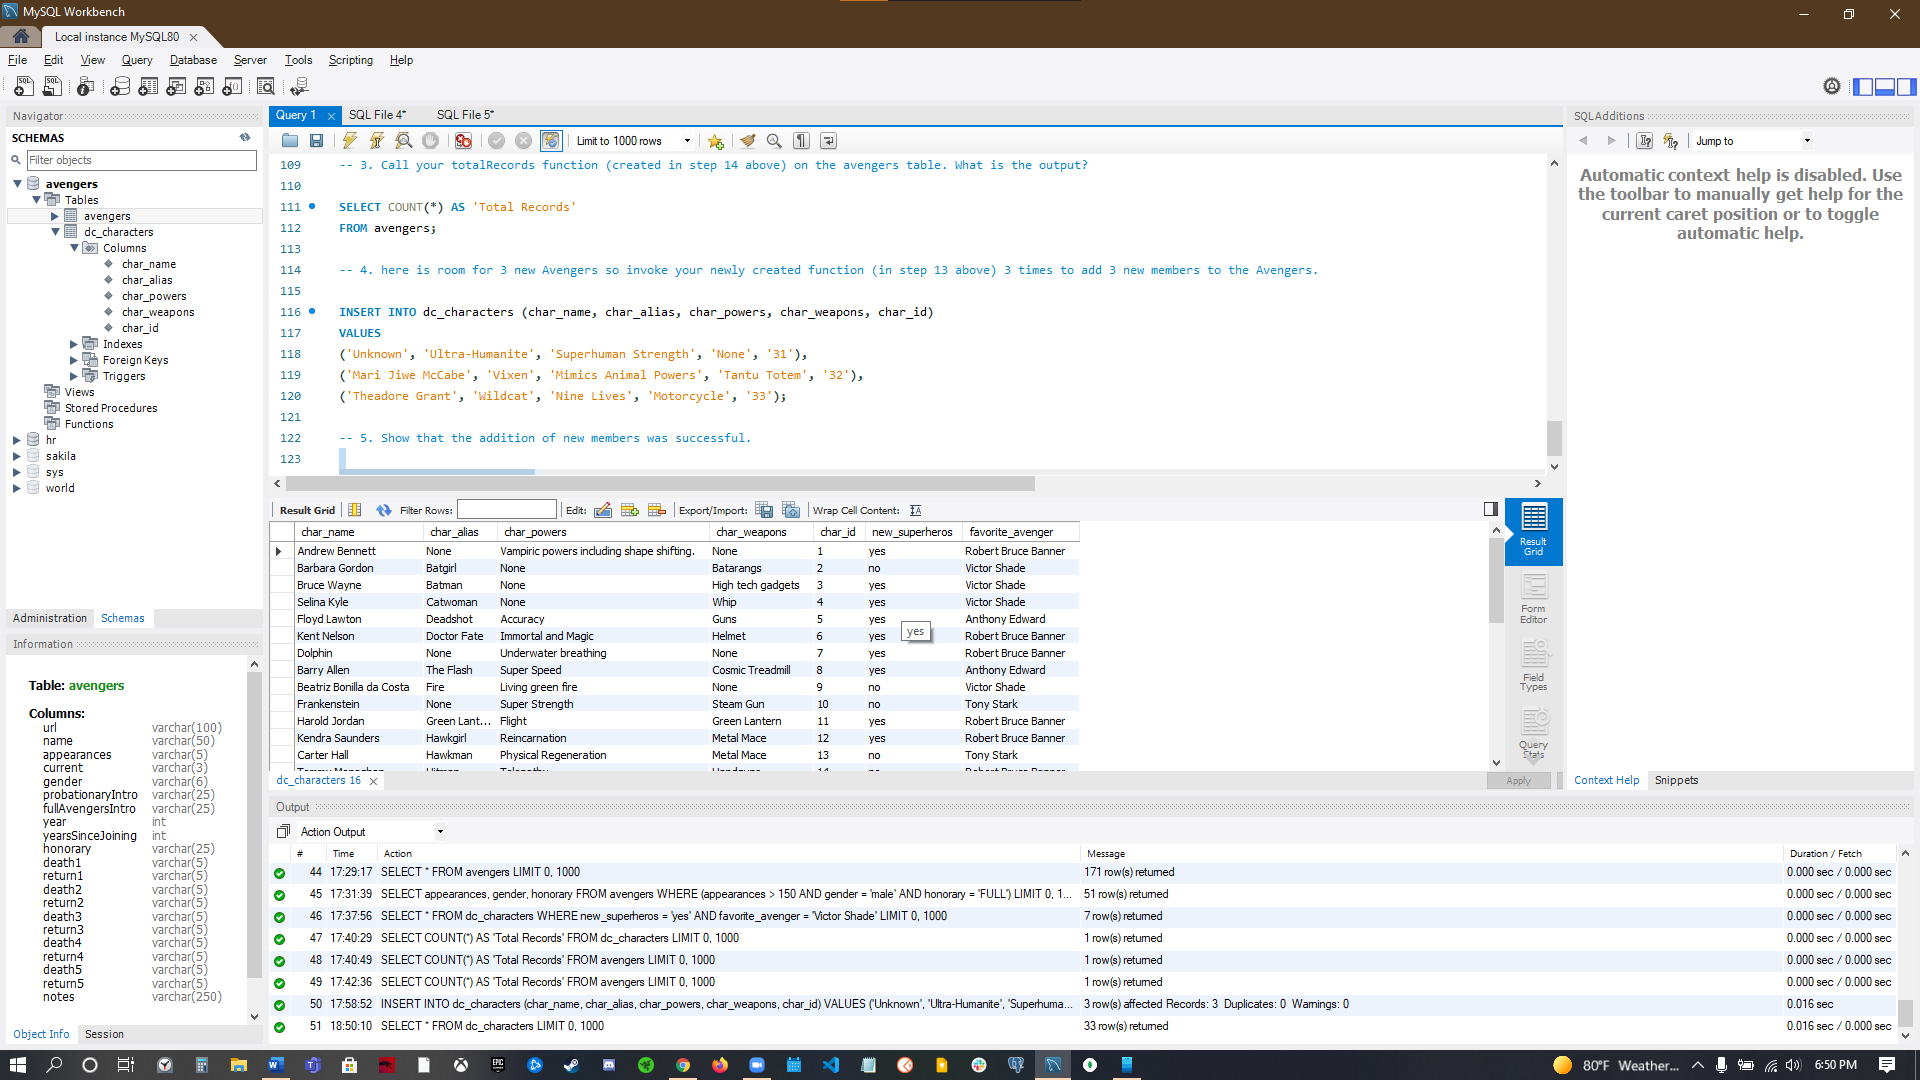 MySQL Workbench
Local instance MySQL80
File Edit View Query Database Server Tools Scripting Help
Navigator
SCHEMAS
Filter objects
avengers
Tables
avengers
dc_characters
Columns
char_name
char_alias
char_powers
char_weapons
char_id
Indexes
Foreign Keys
Triggers
Views
Stored Procedures
Functions
hr
sakila
sys
world
Administration Schemas
Information
Table: avengers
Columns:
url varchar(100)
name varchar(50)
appearances varchar(5)
current varchar(3)
gender varchar(6)
probationaryIntro varchar(25)
fullAvengersIntro varchar(25)
year int
yearsSinceJoining int
honorary varchar(25)
death1 varchar(5)
return1 varchar(5)
death2 varchar(5)
return2 varchar(5)
death3 varchar(5)
return3 varchar(5)
death4 varchar(5)
return4 varchar(5)
death5 varchar(5)
return5 varchar(5)
notes varchar(250)
Object Info Session
Query 1 SQL File 4* SQL File 5*
Limit to 1000 rows
109 -- 3. Call your totalRecords function (created in step 14 above) on the avengers table. What is the output?
110
111 SELECT COUNT(*) AS 'Total Records'
112 FROM avengers;
113
114 -- 4. here is room for 3 new Avengers so invoke your newly created function (in step 13 above) 3 times to add 3 new members to the Avengers.
115
116 INSERT INTO dc_characters (char_name, char_alias, char_powers, char_weapons, char_id)
117 VALUES
118 ('Unknown', 'Ultra-Humanite', 'Superhuman Strength', 'None', '31'),
119 ('Mari Jiwe McCabe', 'Vixen', 'Mimics Animal Powers', 'Tantu Totem', '32'),
120 ('Theadore Grant', 'Wildcat', 'Nine Lives', 'Motorcycle', '33');
121
122 -- 5. Show that the addition of new members was successful.
123
Result Grid Filter Rows: Edit: Export/Import: Wrap Cell Content:
char_name char_alias char_powers char_weapons char_id new_superheros favorite_avenger
Andrew Bennett None Vampiric powers including shape shifting. None 1 yes Robert Bruce Banner
Barbara Gordon Batgirl None Batarangs 2 no Victor Shade
Bruce Wayne Batman None High tech gadgets 3 yes Victor Shade
Selina Kyle Catwoman None Whip 4 yes Victor Shade
Floyd Lawton Deadshot Accuracy Guns 5 yes Anthony Edward
yes
Kent Nelson Doctor Fate Immortal and Magic Helmet 6 yes Robert Bruce Banner
Dolphin None Underwater breathing None 7 yes Robert Bruce Banner
Barry Allen The Flash Super Speed Cosmic Treadmill 8 yes Anthony Edward
Beatriz Bonilla da Costa Fire Living green fire None 9 no Victor Shade
Frankenstein None Super Strength Steam Gun 10 no Tony Stark
Harold Jordan Green Lant... Flight Green Lantern 11 yes Robert Bruce Banner
Kendra Saunders Hawkgirl Reincarnation Metal Mace 12 yes Robert Bruce Banner
Carter Hall Hawkman Physical Regeneration Metal Mace 13 no Tony Stark
Result Grid
Form Editor
Field Types
Query Stats
dc_characters 16
Apply
Output
Action Output
# Time Action Message Duration / Fetch
44 17:29:17 SELECT * FROM avengers LIMIT 0, 1000 171 row(s) returned 0.000 sec / 0.000 sec
45 17:31:39 SELECT appearances, gender, honorary FROM avengers WHERE (appearances > 150 AND gender = 'male' AND honorary = 'FULL') LIMIT 0, 1... 51 row(s) returned 0.000 sec / 0.000 sec
46 17:37:56 SELECT * FROM dc_characters WHERE new_superheros = 'yes' AND favorite_avenger = 'Victor Shade' LIMIT 0, 1000 7 row(s) returned 0.000 sec / 0.000 sec
47 17:40:29 SELECT COUNT(*) AS 'Total Records' FROM dc_characters LIMIT 0, 1000 1 row(s) returned 0.000 sec / 0.000 sec
48 17:40:49 SELECT COUNT(*) AS 'Total Records' FROM avengers LIMIT 0, 1000 1 row(s) returned 0.000 sec / 0.000 sec
49 17:42:36 SELECT COUNT(*) AS 'Total Records' FROM avengers LIMIT 0, 1000 1 row(s) returned 0.000 sec / 0.000 sec
50 17:58:52 INSERT INTO dc_characters (char_name, char_alias, char_powers, char_weapons, char_id) VALUES ('Unknown', 'Ultra-Humanite', 'Superhuma... 3 row(s) affected Records: 3 Duplicates: 0 Warnings: 0 0.016 sec
51 18:50:10 SELECT * FROM dc_characters LIMIT 0, 1000 33 row(s) returned 0.016 sec / 0.000 sec
SQLAdditions
Jump to
Automatic context help is disabled. Use
the toolbar to manually get help for the
current caret position or to toggle
automatic help.
Context Help Snippets
80°F Weather... 6:50 PM